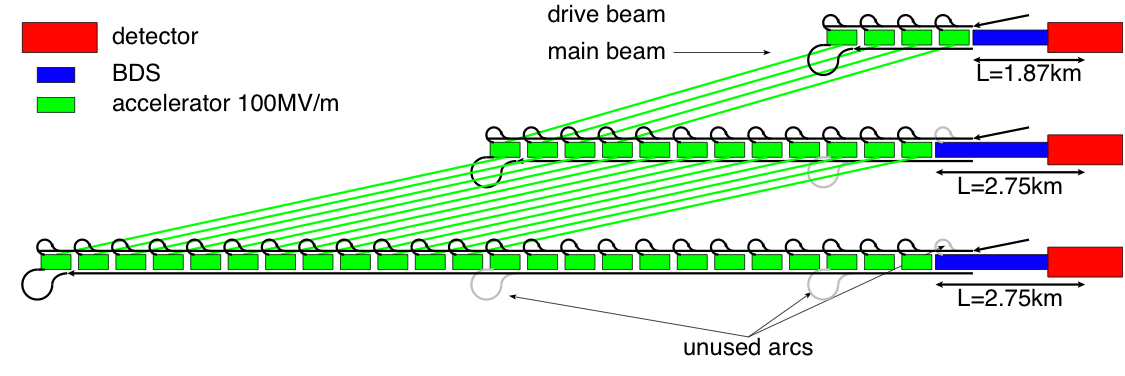 drive beam
detector
main beam
BDS
L=1.87km
accelerator 100MV/m
L=2.75km
L=2.75km
unused arcs